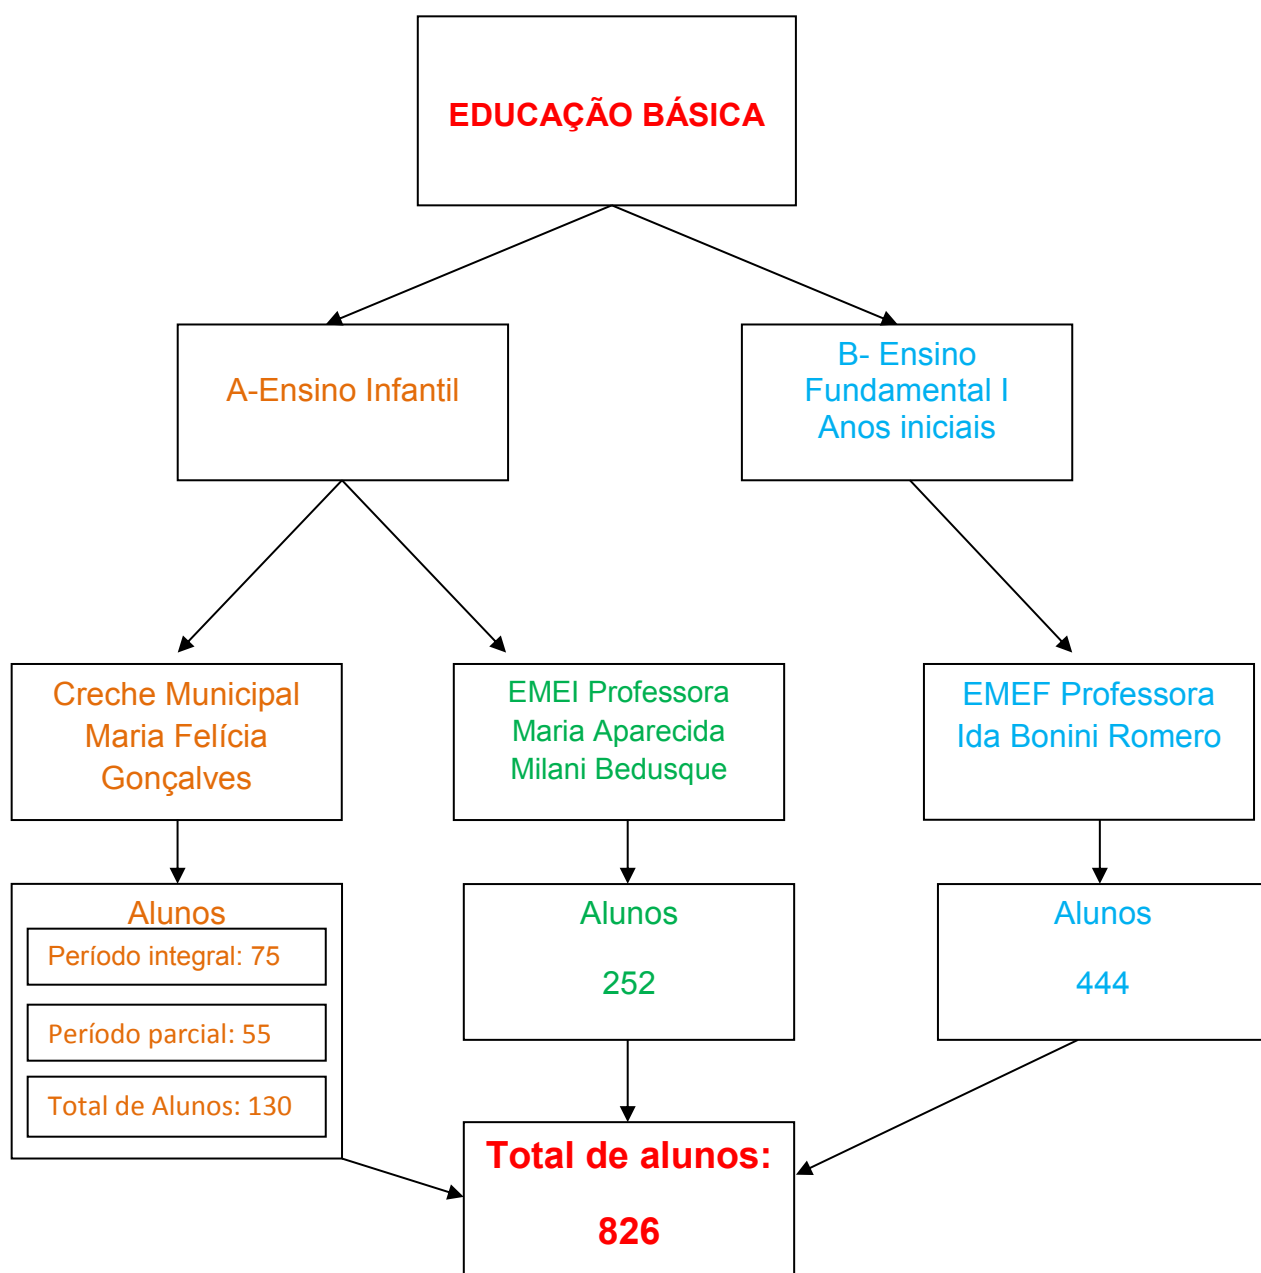 EDUCAÇÃO BÁSICA
A-Ensino Infantil
B- Ensino
Fundamental I
Anos iniciais
Creche Municipal
Maria Felícia
Gonçalves
EMEI Professora
Maria Aparecida
Milani Bedusque
EMEF Professora
Ida Bonini Romero
Alunos
Período integral: 75
Período parcial: 55
Total de Alunos: 130
Alunos
252
Alunos
444
Total de alunos:
826